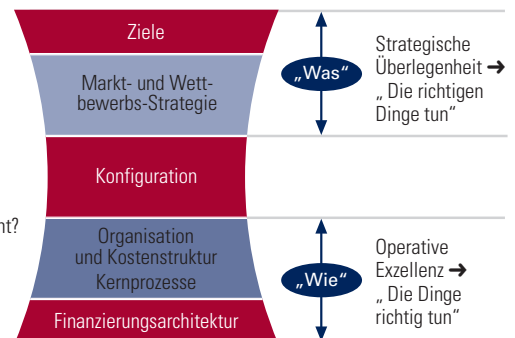 Ziele
Markt- und Wett-
bewerbs-Strategie
„Was“
Strategische
Überlegenheit ➜
„ Die richtigen
Dinge tun“
Konfiguration
Organisation
und Kostenstruktur
Kernprozesse
Finanzierungsarchitektur
„Wie“
Operative
Exzellenz ➜
„ Die Dinge
richtig tun“